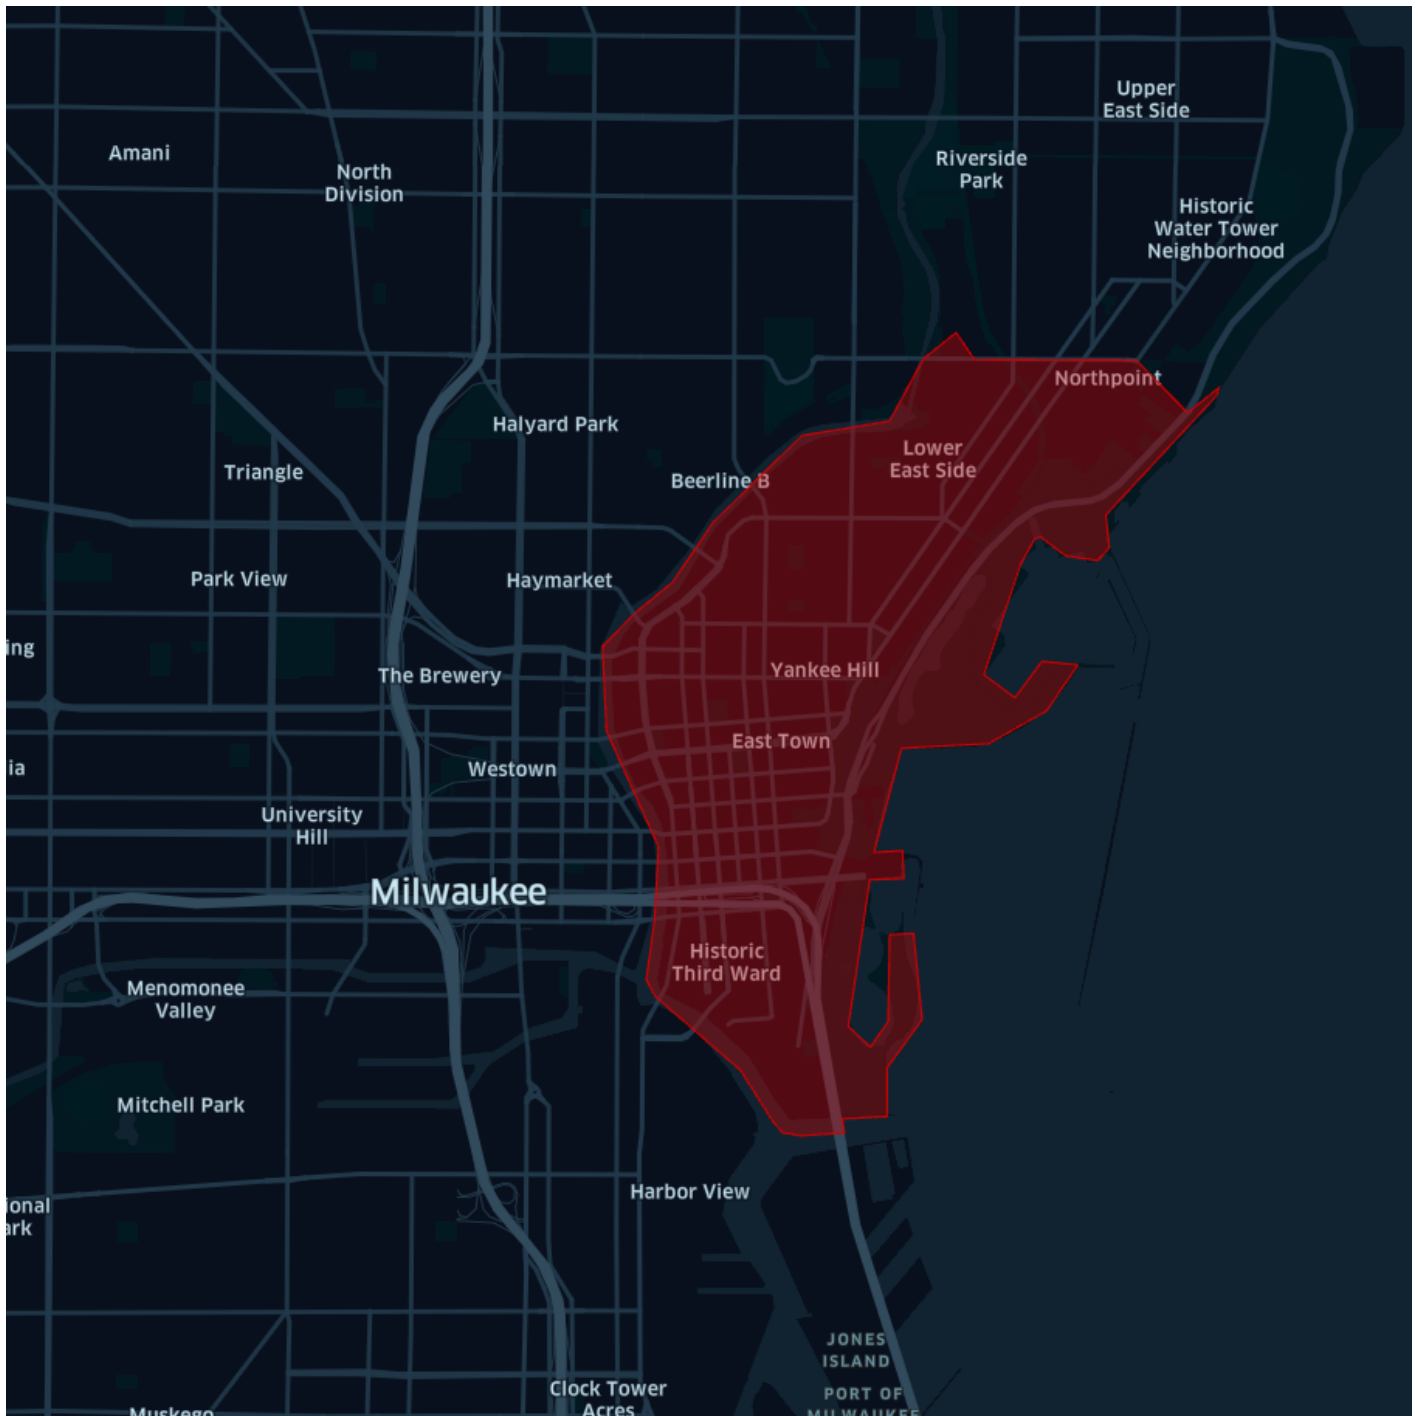 Upper
East Side
Amani
North
Division
Riverside
Park
Historic
Water Tower
Neighborhood
Northpoint
Halyard Park
Lower
East Side
Triangle
Beerline B
Park View
Haymarket
ing
The Brewery
Yankee Hill
East Town
ia
Westown
University
Hill
Milwaukee
Historic
Third Ward
Menomonee
Valley
Mitchell Park
Harbor View
ional
ark
JONES
ISLAND
Clock Tower
Acres
PORT OF
MILWAUKEE
Muskego